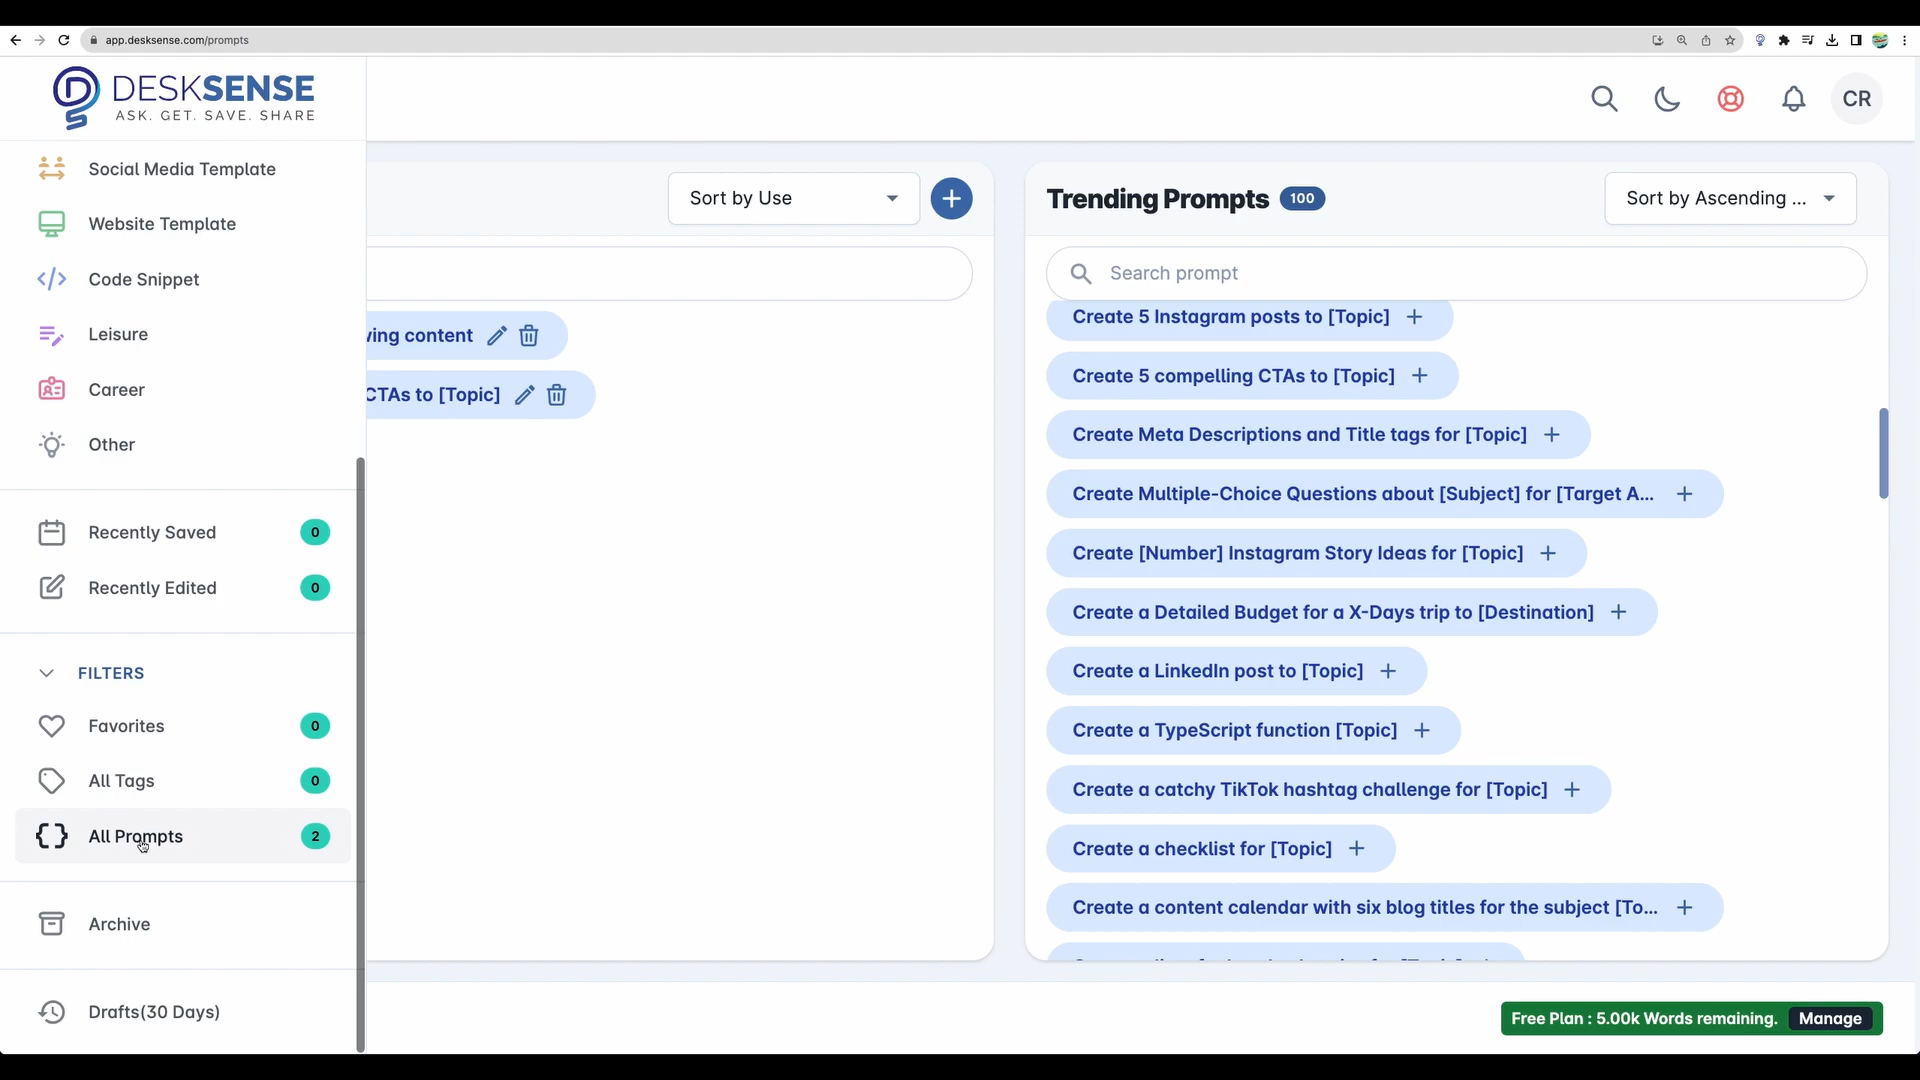 app.desksense.com/prompts
DESKSENSE
ASK. GET. SAVE. SHARE
CR
Social Media Template
Website Template
Code Snippet
Leisure
Career
Other
Recently Saved 0
Recently Edited 0
FILTERS
Favorites 0
All Tags 0
All Prompts 2
Archive
Drafts(30 Days)
Sort by Use
content
CTAs to [Topic]
Trending Prompts 100
Sort by Ascending ...
Search prompt
Create 5 Instagram posts to [Topic]
Create 5 compelling CTAs to [Topic]
Create Meta Descriptions and Title tags for [Topic]
Create Multiple-Choice Questions about [Subject] for [Target A...
Create [Number] Instagram Story Ideas for [Topic]
Create a Detailed Budget for a X-Days trip to [Destination]
Create a LinkedIn post to [Topic]
Create a TypeScript function [Topic]
Create a catchy TikTok hashtag challenge for [Topic]
Create a checklist for [Topic]
Create a content calendar with six blog titles for the subject [To...
Free Plan : 5.00k Words remaining. Manage